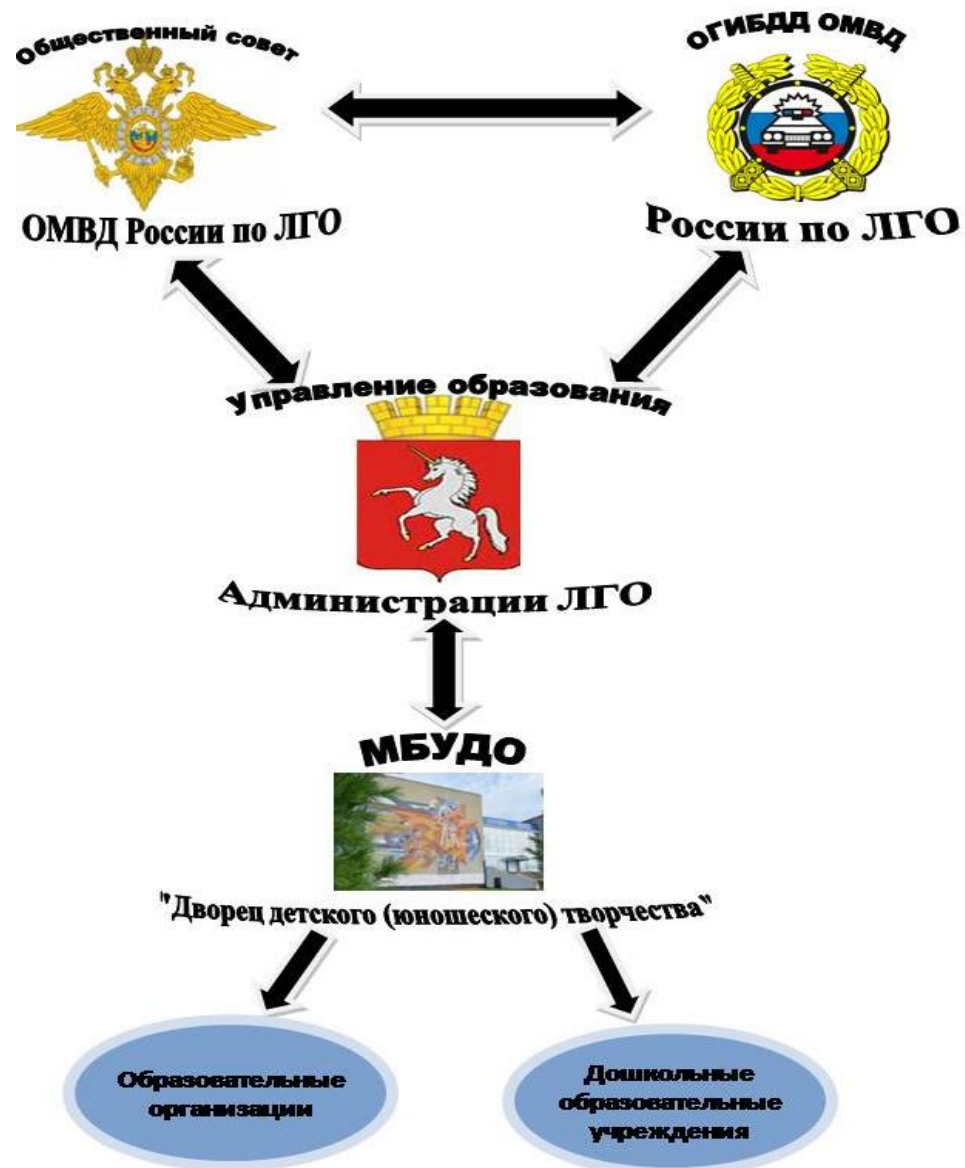 Общественный совет
ОМВД России по ЛГО
ОГИБДД ОМВД
России по ЛГО
Управление образования
Администрации ЛГО
МБУДО
"Дворец детского (юношеского) творчества"
Образовательные
организации
Дошкольные
образовательные
учреждения